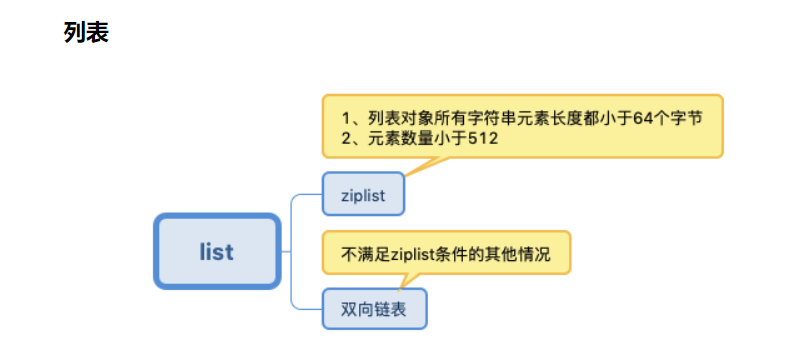 列表
1、列表对象所有字符串元素长度都小于64个字节
2、元素数量小于512
ziplist
list
不满足ziplist条件的其他情况
双向链表